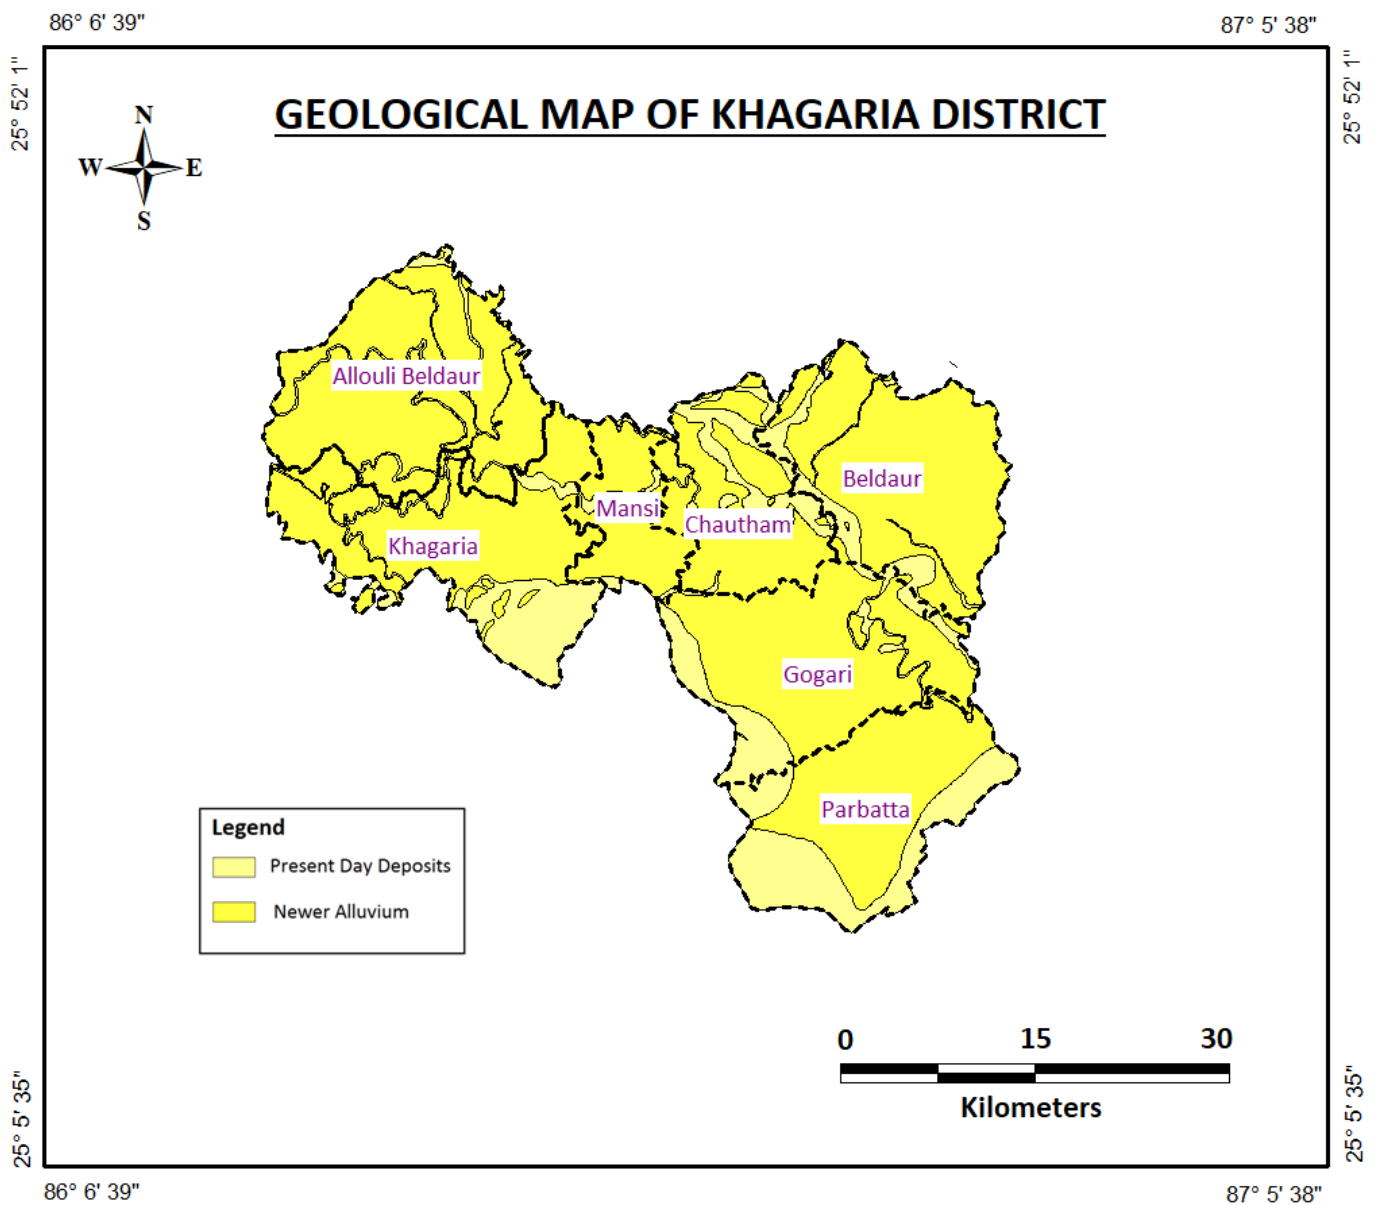 86° 6' 39"
87° 5' 38"
25° 52' 1"
25° 52' 1"
GEOLOGICAL MAP OF KHAGARIA DISTRICT
N
W E
S
Allouli Beldaur
Beldaur
Mansi
Chautham
Khagaria
Gogari
Parbatta
Legend
Present Day Deposits
Newer Alluvium
0 15 30
Kilometers
25° 5' 35"
25° 5' 35"
86° 6' 39"
87° 5' 38"